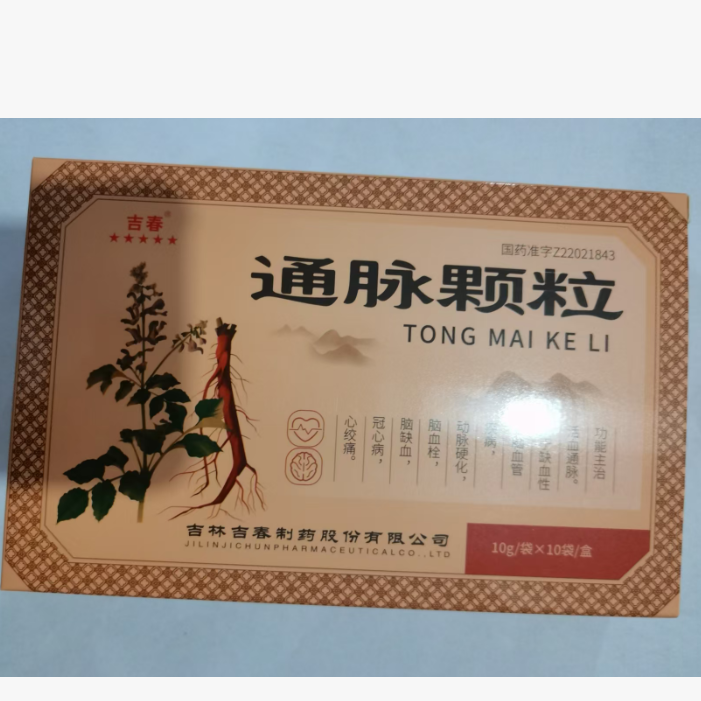 吉春®
★★★★★
国药准字Z22021843
通脉颗粒
TONG MAI KE LI
功能主治
血通脉。
缺血性
血管
动脉硬化,
脑血栓,
脑缺血,
冠心病,
心绞痛。
吉林吉春制药股份有限公司
JILINJICHUNPHARMACEUTICALCO.,LTD
10g/袋×10袋/盒